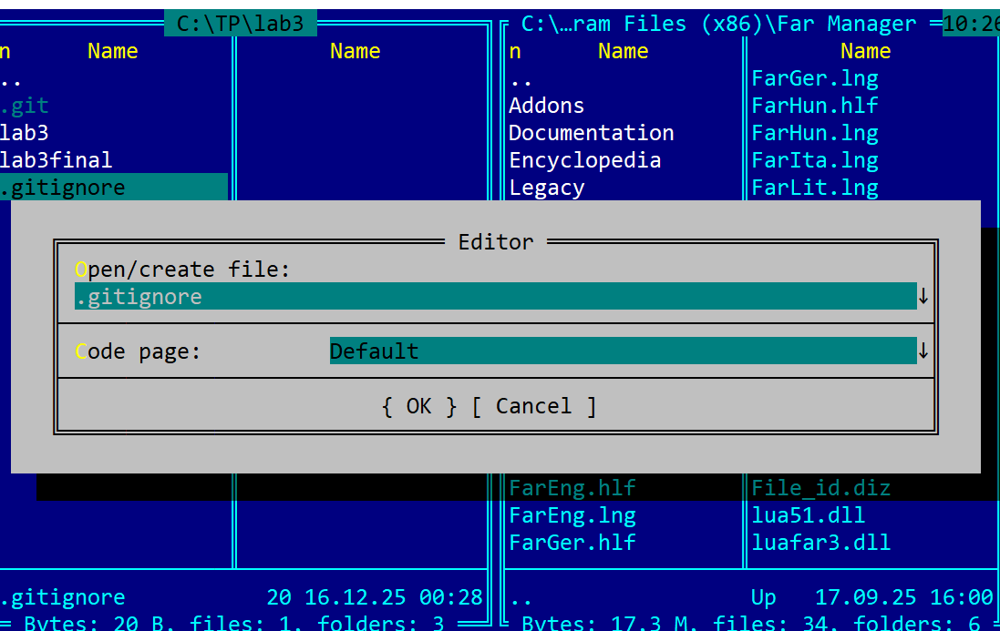 C:\TP\lab3
C:\…ram Files (x86)\Far Manager
10:26
n Name Name
n Name Name
..
.git
lab3
lab3final
.gitignore
..
Addons
Documentation
Encyclopedia
Legacy
FarGer.lng
FarHun.hlf
FarHun.lng
FarIta.lng
FarLit.lng
Editor
Open/create file:
.gitignore ↓
Code page: Default ↓
{ OK } [ Cancel ]
FarEng.hlf
FarEng.lng
FarGer.hlf
File_id.diz
lua51.dll
luafar3.dll
.gitignore 20 16.12.25 00:28
.. Up 17.09.25 16:00
Bytes: 20 B, files: 1, folders: 3
Bytes: 17.3 M, files: 34, folders: 6